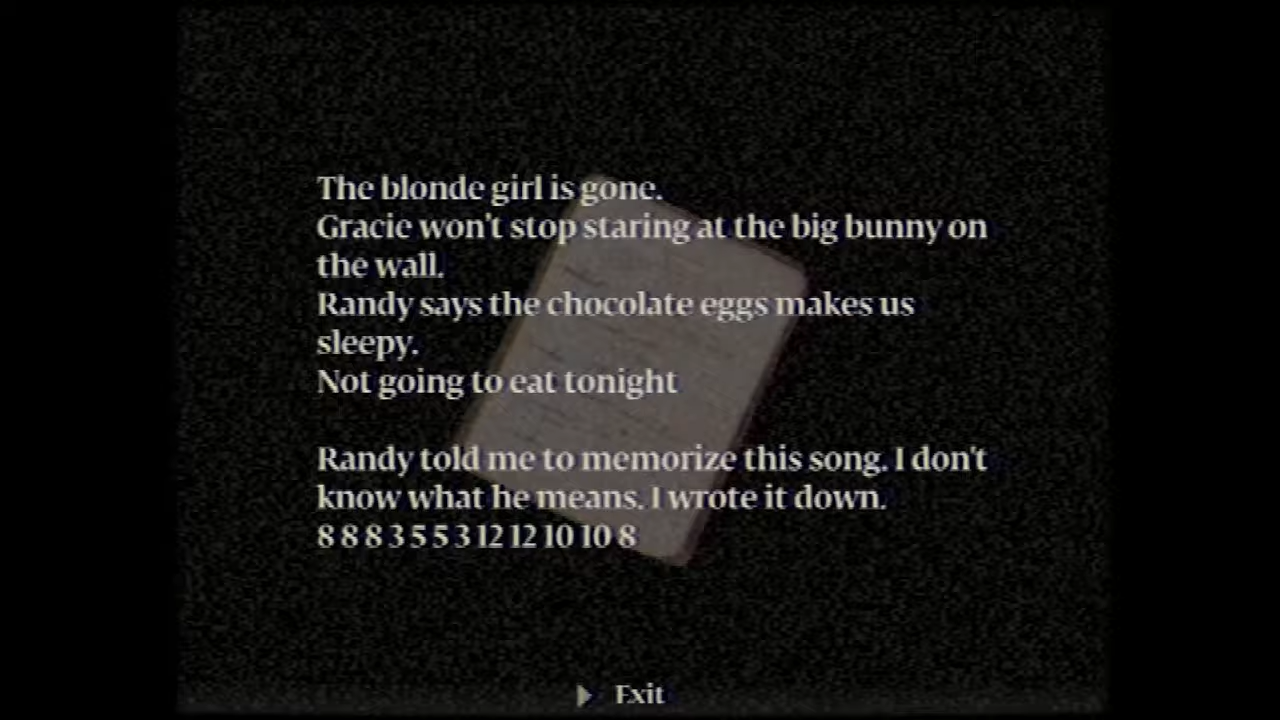 The blonde girl is gone.
Gracie won't stop staring at the big bunny on
the wall.
Randy says the chocolate eggs makes us
sleepy.
Not going to eat tonight
Randy told me to memorize this song. I don't
know what he means. I wrote it down.
8 8 8 3 5 5 3 12 12 10 10 8
Exit